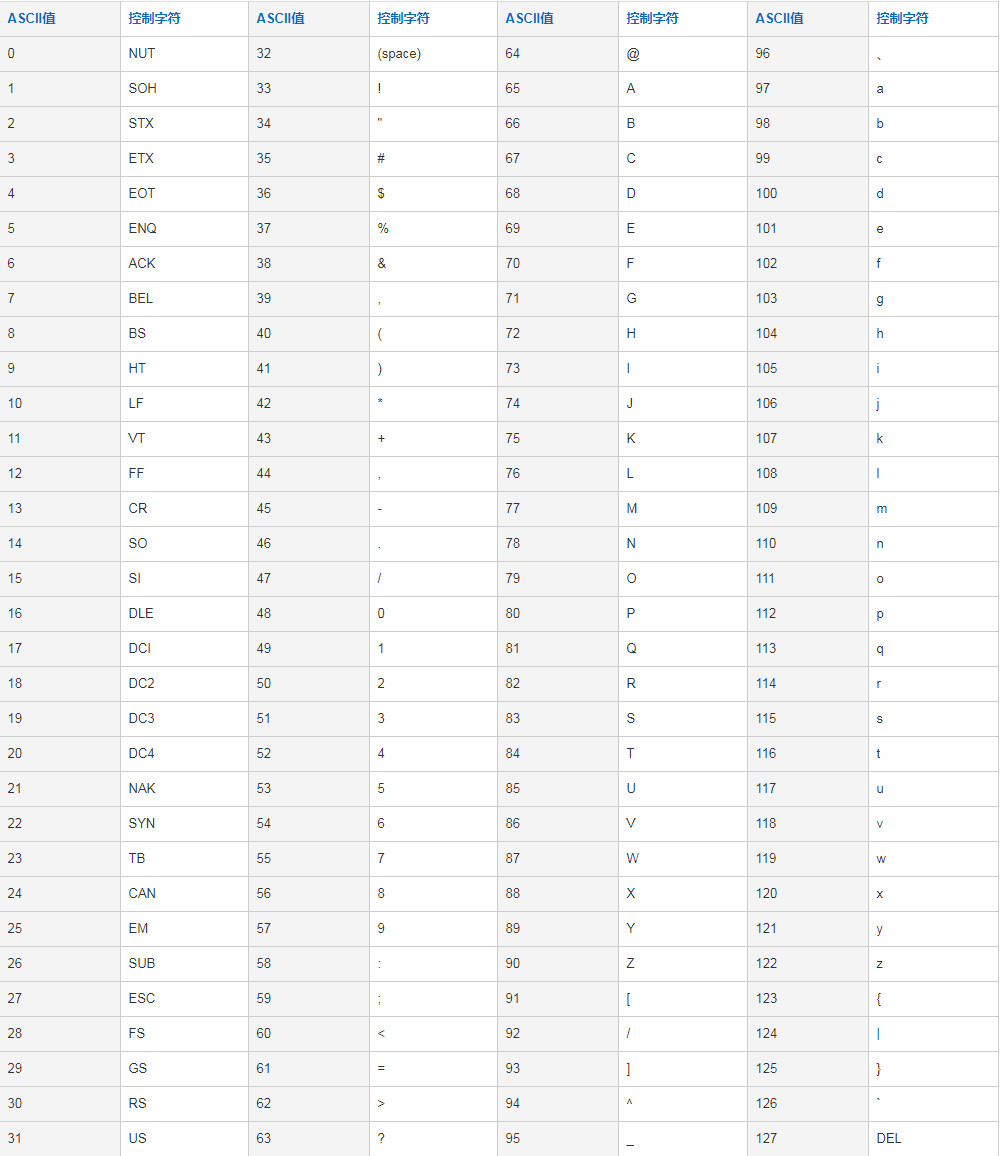 ASCII值 控制字符 ASCII值 控制字符 ASCII值 控制字符 ASCII值 控制字符
0 NUT 32 (space) 64 @ 96 、
1 SOH 33 ! 65 A 97 a
2 STX 34 " 66 B 98 b
3 ETX 35 # 67 C 99 c
4 EOT 36 $ 68 D 100 d
5 ENQ 37 % 69 E 101 e
6 ACK 38 & 70 F 102 f
7 BEL 39 , 71 G 103 g
8 BS 40 ( 72 H 104 h
9 HT 41 ) 73 I 105 i
10 LF 42 * 74 J 106 j
11 VT 43 + 75 K 107 k
12 FF 44 , 76 L 108 l
13 CR 45 - 77 M 109 m
14 SO 46 . 78 N 110 n
15 SI 47 / 79 O 111 o
16 DLE 48 0 80 P 112 p
17 DCI 49 1 81 Q 113 q
18 DC2 50 2 82 R 114 r
19 DC3 51 3 83 S 115 s
20 DC4 52 4 84 T 116 t
21 NAK 53 5 85 U 117 u
22 SYN 54 6 86 V 118 v
23 TB 55 7 87 W 119 w
24 CAN 56 8 88 X 120 x
25 EM 57 9 89 Y 121 y
26 SUB 58 : 90 Z 122 z
27 ESC 59 ; 91 [ 123 {
28 FS 60 < 92 / 124 |
29 GS 61 = 93 ] 125 }
30 RS 62 > 94 ^ 126 `
31 US 63 ? 95 _ 127 DEL